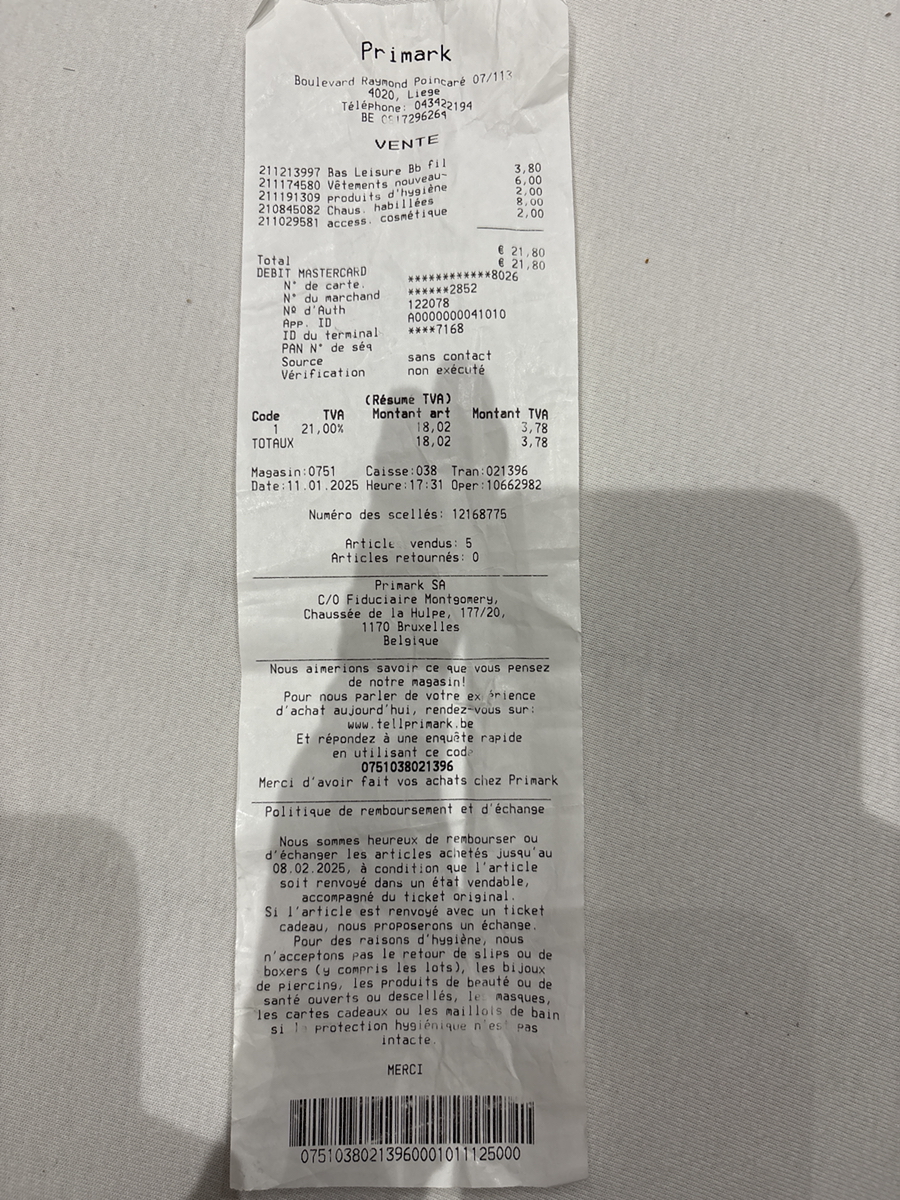 Primark
Boulevard Raymond Poincaré 07/113
4020, Liege
Téléphone: 043422194
BE 0617296264
VENTE
211213997 Bas Leisure Bb fil 3,80
211174580 Vêtements nouveau- 6,00
211191309 produits d'hygiène 2,00
210845082 Chaus. habillées 8,00
211029581 access. cosmétique 2,00
Total € 21,80
DEBIT MASTERCARD € 21,80
N° de carte. ************8026
N° du marchand ******2852
Nº d'Auth 122078
App. ID A0000000041010
ID du terminal ****7168
PAN N° de séq
Source sans contact
Vérification non exécuté
(Résume TVA)
Code TVA Montant art Montant TVA
1 21,00% 18,02 3,78
TOTAUX 18,02 3,78
Magasin:0751 Caisse:038 Tran:021396
Date:11.01.2025 Heure:17:31 Oper:10662982
Numéro des scellés: 12168775
Article vendus: 5
Articles retournés: 0
Primark SA
C/O Fiduciaire Montgomery,
Chaussée de la Hulpe, 177/20,
1170 Bruxelles
Belgique
Nous aimerions savoir ce que vous pensez
de notre magasin!
Pour nous parler de votre expérience
d'achat aujourd'hui, rendez-vous sur:
www.tellprimark.be
Et répondez à une enquête rapide
en utilisant ce code
0751038021396
Merci d'avoir fait vos achats chez Primark
Politique de remboursement et d'échange
Nous sommes heureux de rembourser ou
d'échanger les articles achetés jusqu'au
08.02.2025, à condition que l'article
soit renvoyé dans un état vendable,
accompagné du ticket original.
Si l'article est renvoyé avec un ticket
cadeau, nous proposerons un échange.
Pour des raisons d'hygiène, nous
n'acceptons pas le retour de slips ou de
boxers (y compris les lots), les bijoux
de piercing, les produits de beauté ou de
santé ouverts ou descellés, les masques,
les cartes cadeaux ou les maillots de bain
si la protection hygiénique n'est pas
intacte.
MERCI
07510380213960001011125000